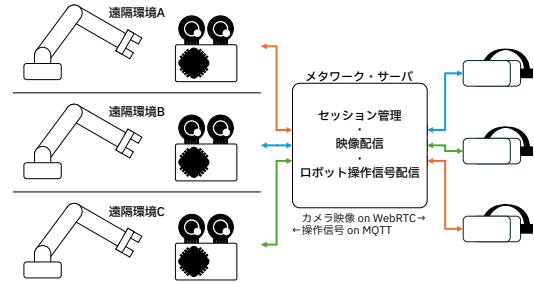 遠隔環境A
遠隔環境B
遠隔環境C
メタワーク・サーバ
セッション管理
・
映像配信
・
ロボット操作信号配信
カメラ映像 on WebRTC→
←操作信号 on MQTT